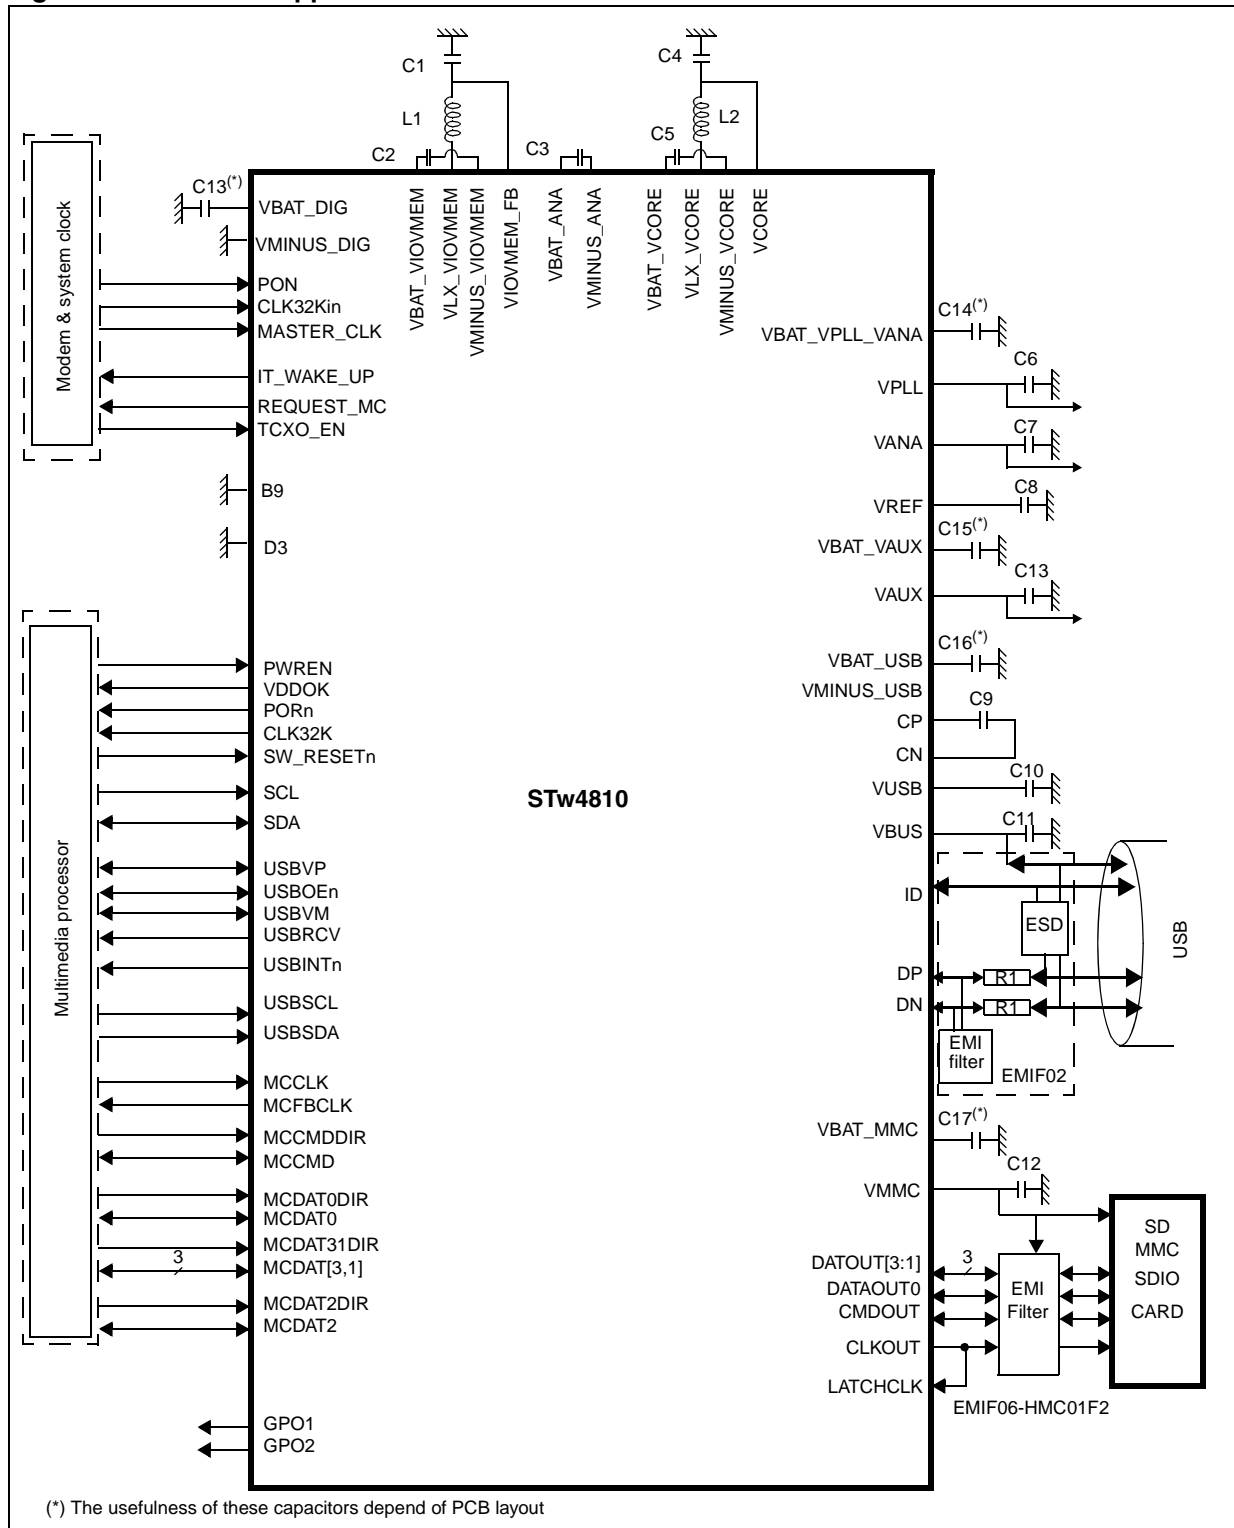 C1
C4
L1
L2
C2
C3
C5
C13(*)
VBAT_DIG
VMINUS_DIG
PON
CLK32Kin
MASTER_CLK
IT_WAKE_UP
REQUEST_MC
TCXO_EN
Modem & system clock
B9
D3
VBAT_VIOVMEM
VLX_VIOVMEM
VMINUS_VIOVMEM
VIOVMEM_FB
VBAT_ANA
VMINUS_ANA
VBAT_VCORE
VLX_VCORE
VMINUS_VCORE
VCORE
VBAT_VPLL_VANA
C14(*)
VPLL
C6
VANA
C7
VREF
C8
VBAT_VAUX
C15(*)
VAUX
C13
VBAT_USB
C16(*)
VMINUS_USB
CP
C9
CN
VUSB
C10
VBUS
C11
ID
ESD
DP
R1
DN
R1
EMI
filter
EMIF02
USB
STw4810
Multimedia processor
PWREN
VDDOK
PORn
CLK32K
SW_RESETn
SCL
SDA
USBVP
USBOEn
USBVM
USBRCV
USBINTn
USBSCL
USBSDA
MCCLK
MCFBCLK
MCCMDDIR
MCCMD
MCDAT0DIR
MCDAT0
MCDAT31DIR
3
MCDAT[3,1]
MCDAT2DIR
MCDAT2
GPO1
GPO2
VBAT_MMC
C17(*)
VMMC
C12
DATOUT[3:1]
3
DATAOUT0
CMDOUT
CLKOUT
LATCHCLK
EMI
Filter
SD
MMC
SDIO
CARD
EMIF06-HMC01F2
(*) The usefulness of these capacitors depend of PCB layout